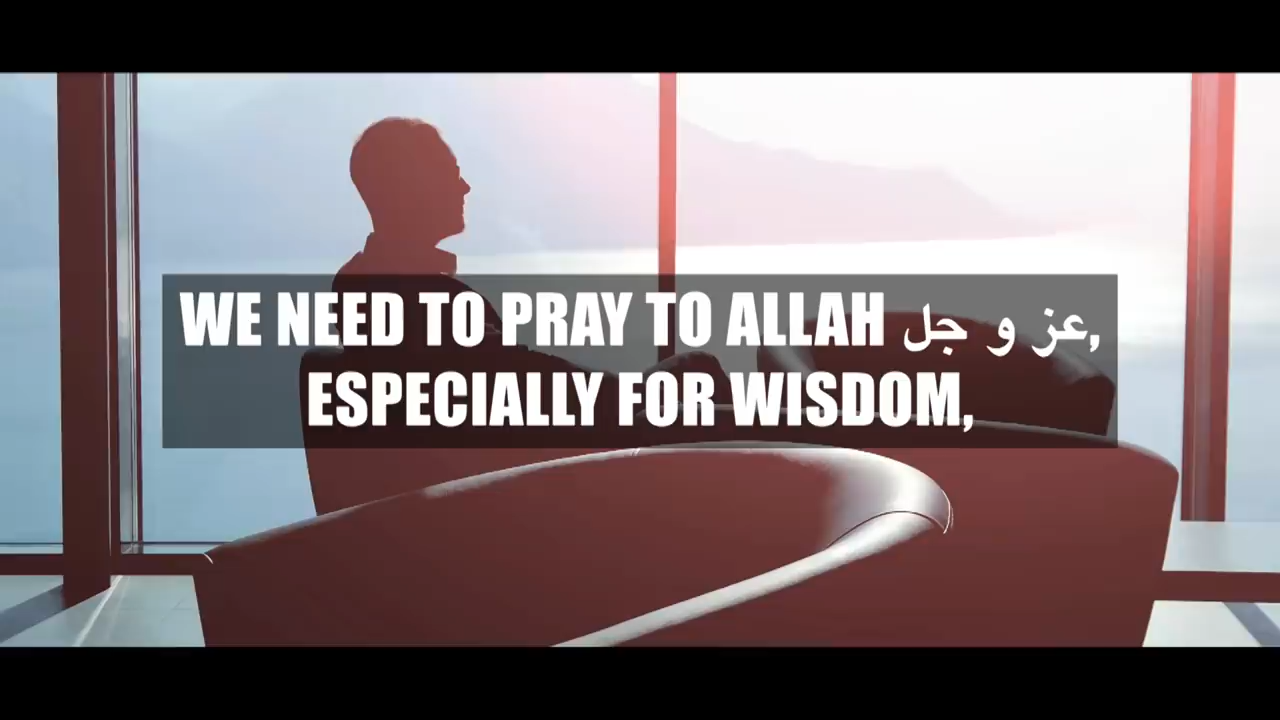 WE NEED TO PRAY TO ALLAH عز و جل,
ESPECIALLY FOR WISDOM,